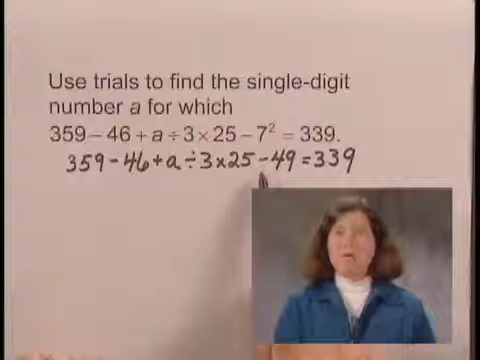 Use trials to find the single-digit
number a for which
359 – 46 + a ÷ 3 × 25 – 7² = 339.
359 - 46 + a ÷ 3 x 25 - 49 = 339